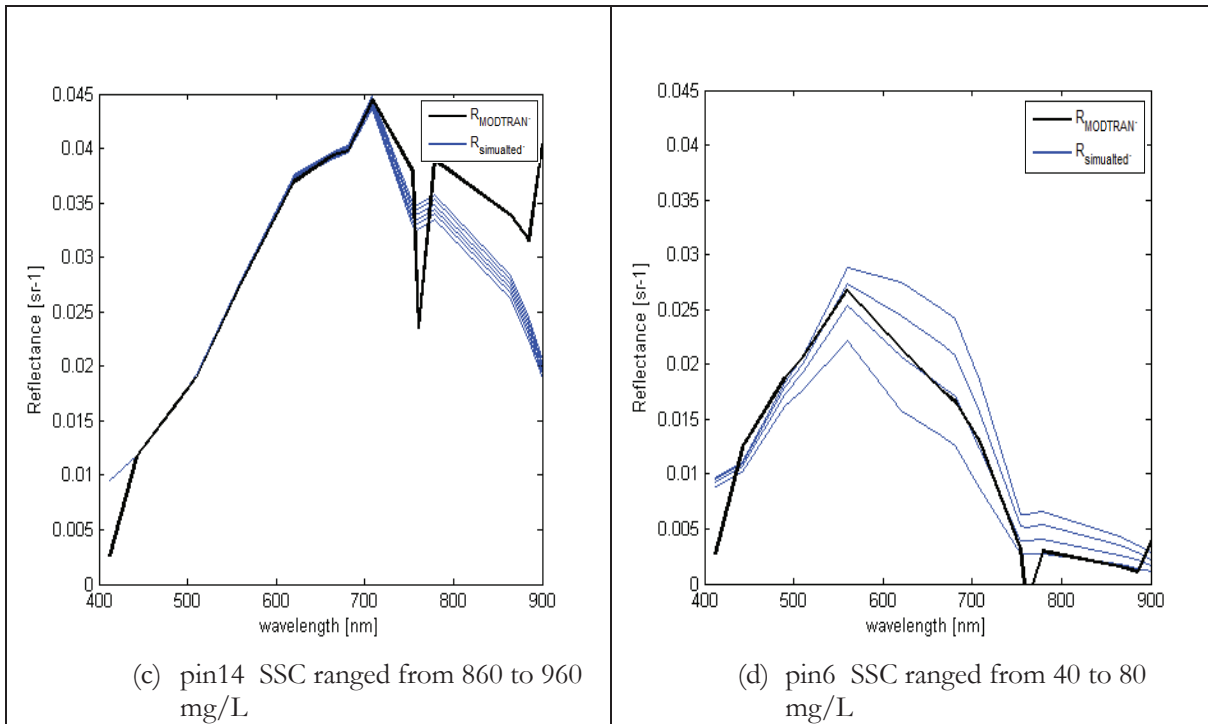 0.045
0.04
0.035
0.03
0.025
0.02
0.015
0.01
0.005
0
Reflectance [sr-1]
400 500 600 700 800 900
wavelength [nm]
R MODTRAN-
R simualted-
(c) pin14 SSC ranged from 860 to 960
mg/L
0.045
0.04
0.035
0.03
0.025
0.02
0.015
0.01
0.005
0
Reflectance [sr-1]
400 500 600 700 800 900
wavelength [nm]
R MODTRAN-
R simualted-
(d) pin6 SSC ranged from 40 to 80
mg/L